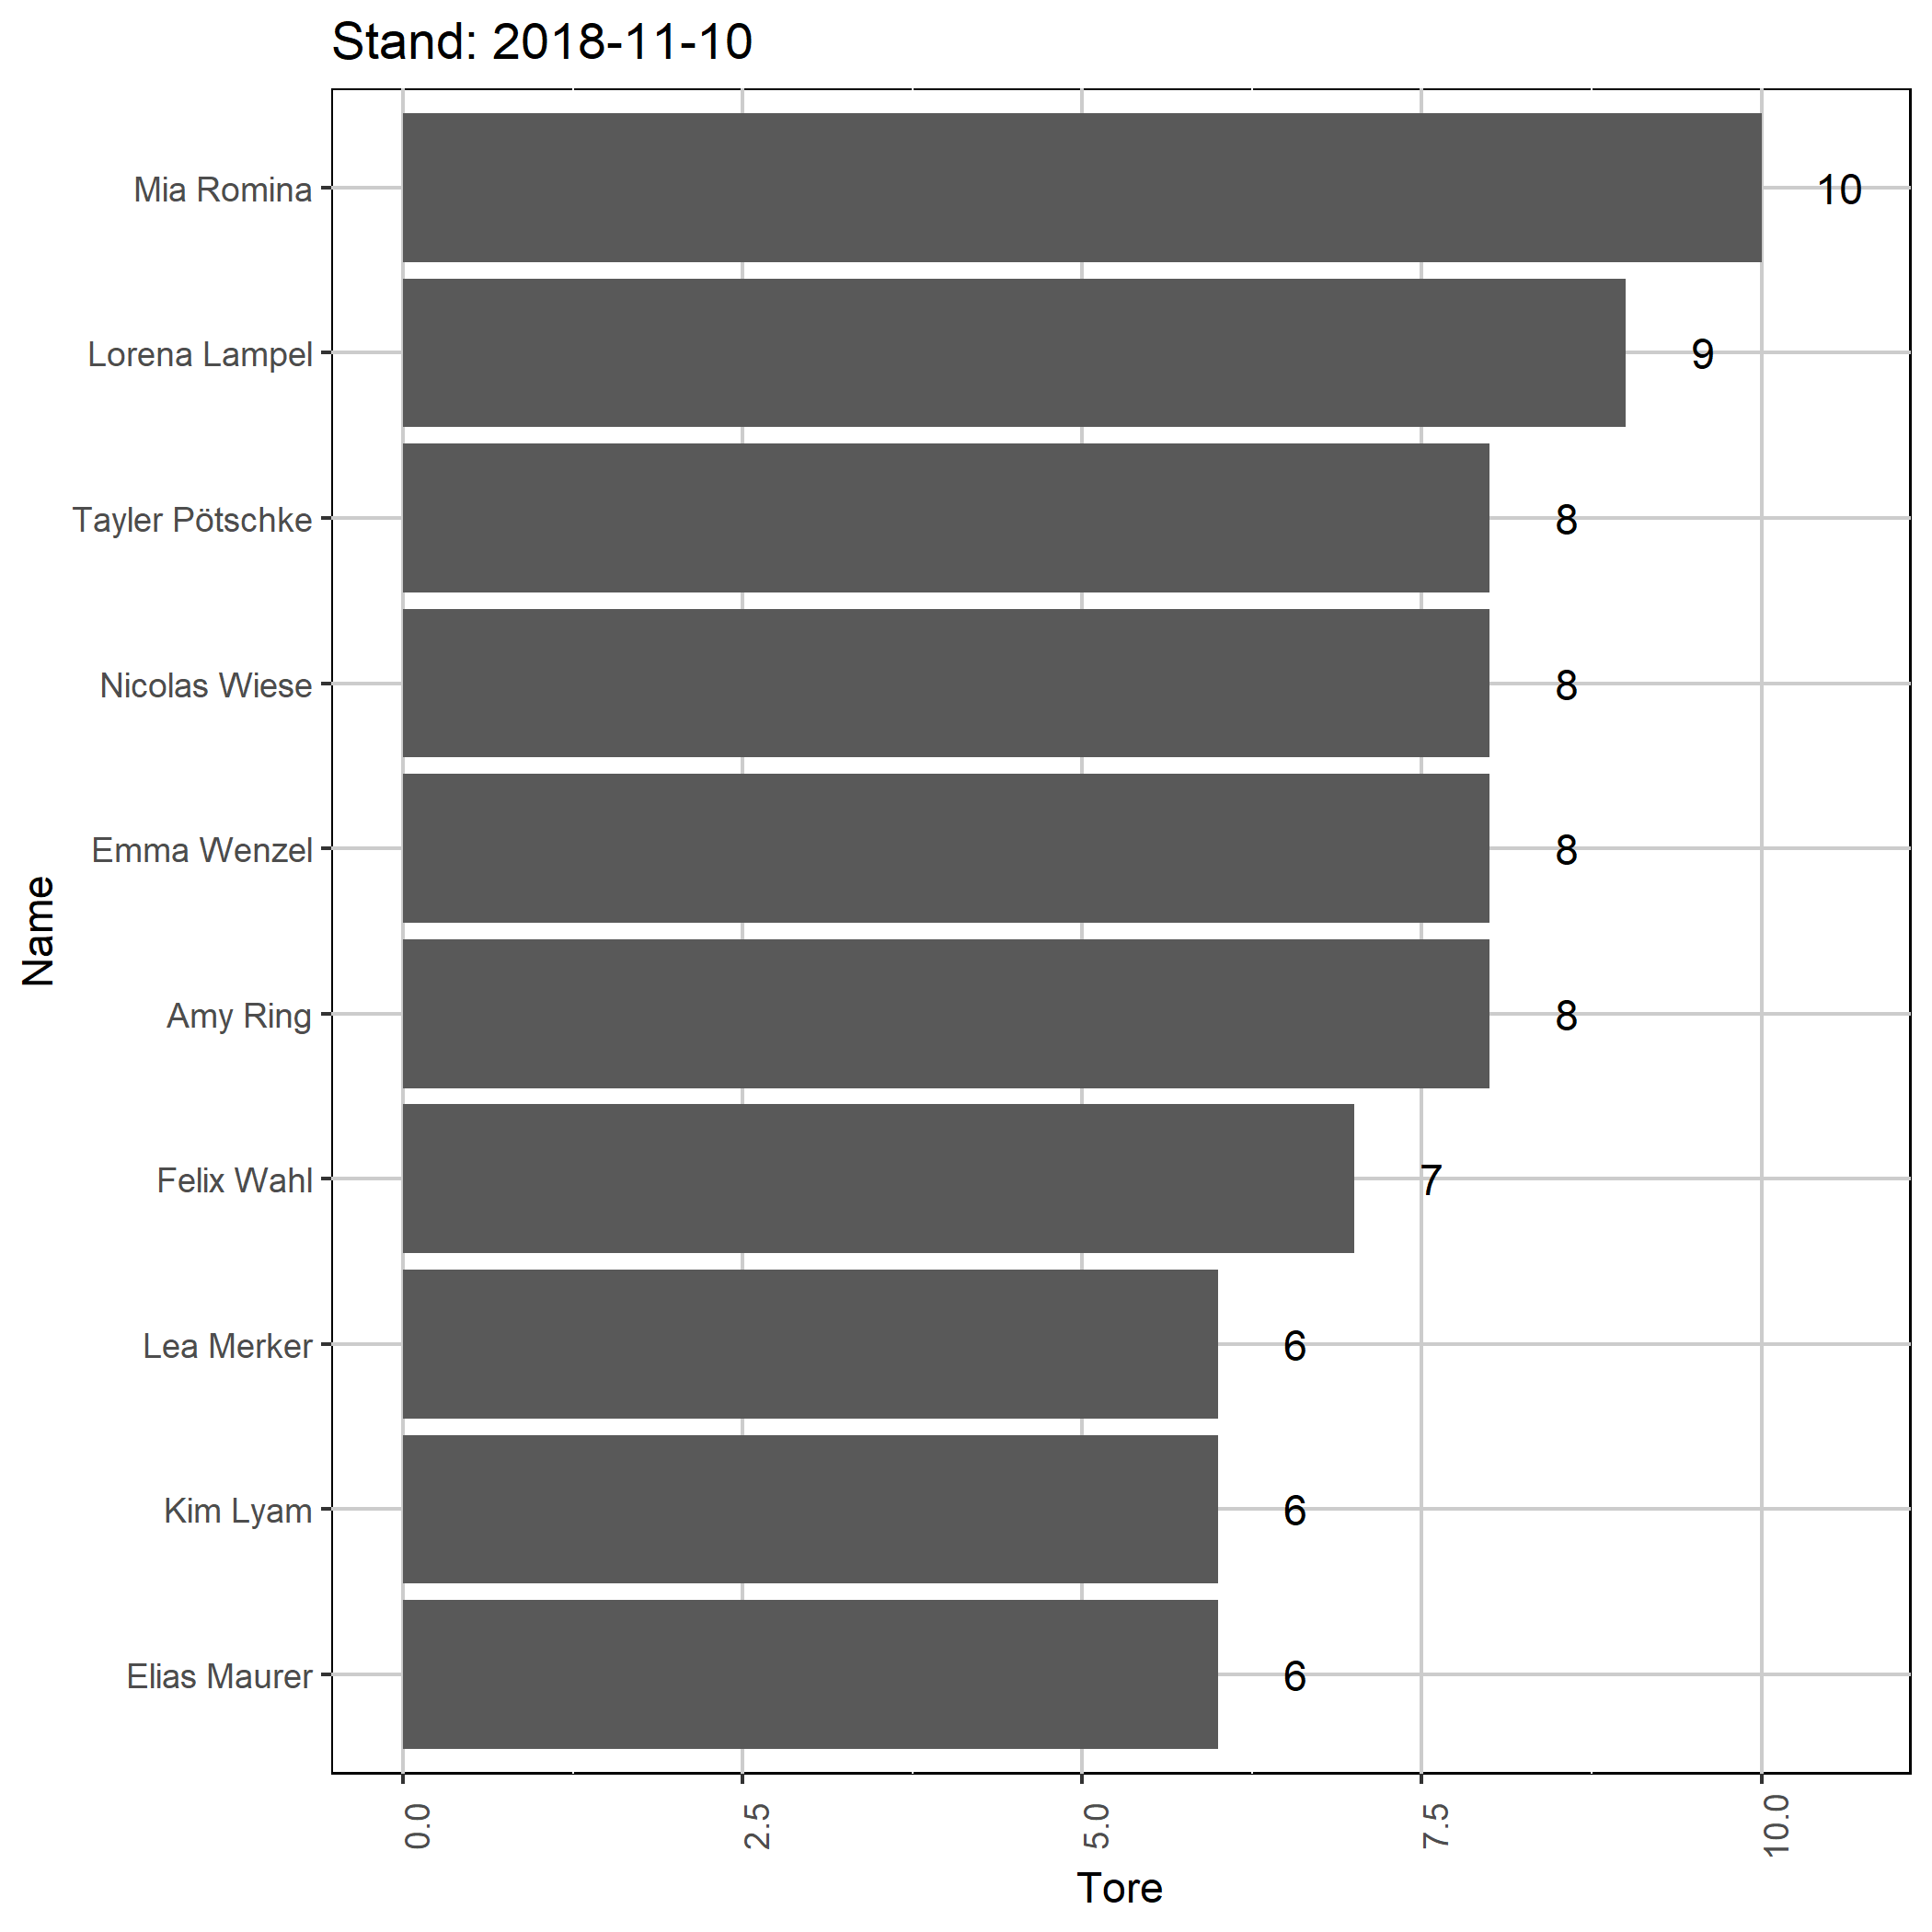 Stand: 2018-11-10
Mia Romina
10
Lorena Lampel
9
Tayler Pötschke
8
Nicolas Wiese
8
Emma Wenzel
8
Name
Amy Ring
8
Felix Wahl
7
Lea Merker
6
Kim Lyam
6
Elias Maurer
6
0.0
2.5
5.0
7.5
10.0
Tore